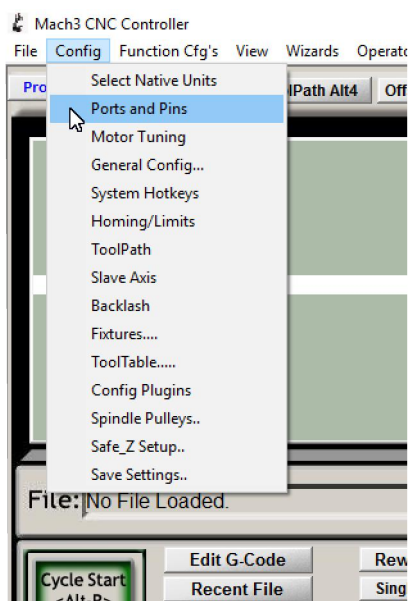 Mach3 CNC Controller
File Config Function Cfg's View Wizards
Select Native Units
Alt4
Ports and Pins
Motor Tuning
General Config...
System Hotkeys
Homing/Limits
ToolPath
Slave Axis
Backlash
Fixtures....
ToolTable.....
Config Plugins
Spindle Pulleys..
Safe_Z Setup..
Save Settings..
File: No File Loaded.
Edit G-Code
Cycle Start
Recent File